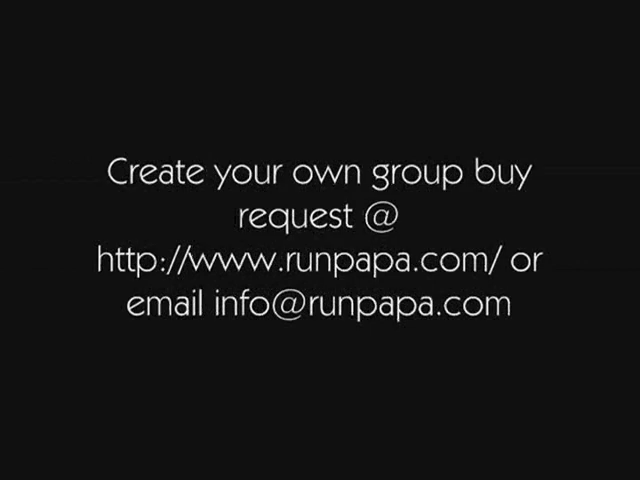 Create your own group buy
request @
http://www.runpapa.com/ or
email info@runpapa.com